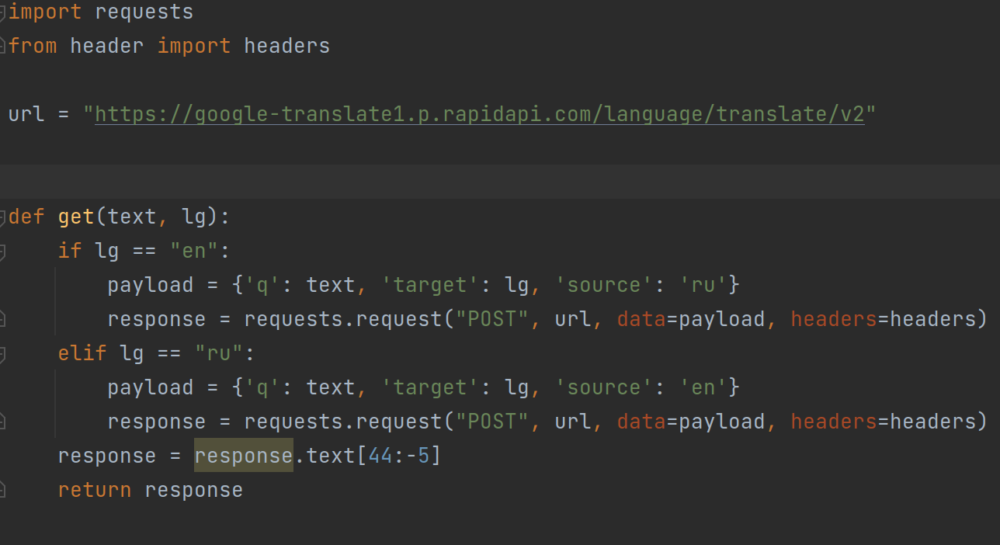 import requests
from header import headers
url = "https://google-translate1.p.rapidapi.com/language/translate/v2"
def get(text, lg):
    if lg == "en":
        payload = {'q': text, 'target': lg, 'source': 'ru'}
        response = requests.request("POST", url, data=payload, headers=headers)
    elif lg == "ru":
        payload = {'q': text, 'target': lg, 'source': 'en'}
        response = requests.request("POST", url, data=payload, headers=headers)
    response = response.text[44:-5]
    return response